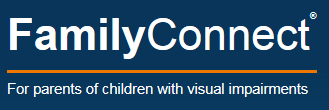 FamilyConnect®
For parents of children with visual impairments